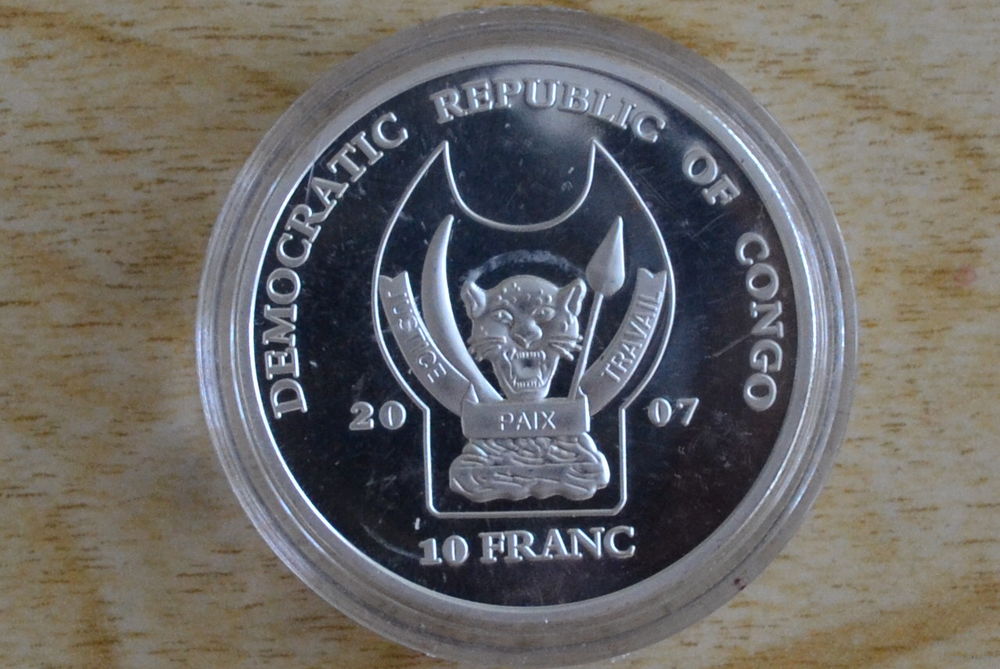 DEMOCRATIC REPUBLIC OF CONGO
JUSTICE
PAIX
TRAVAIL
20 07
10 FRANC